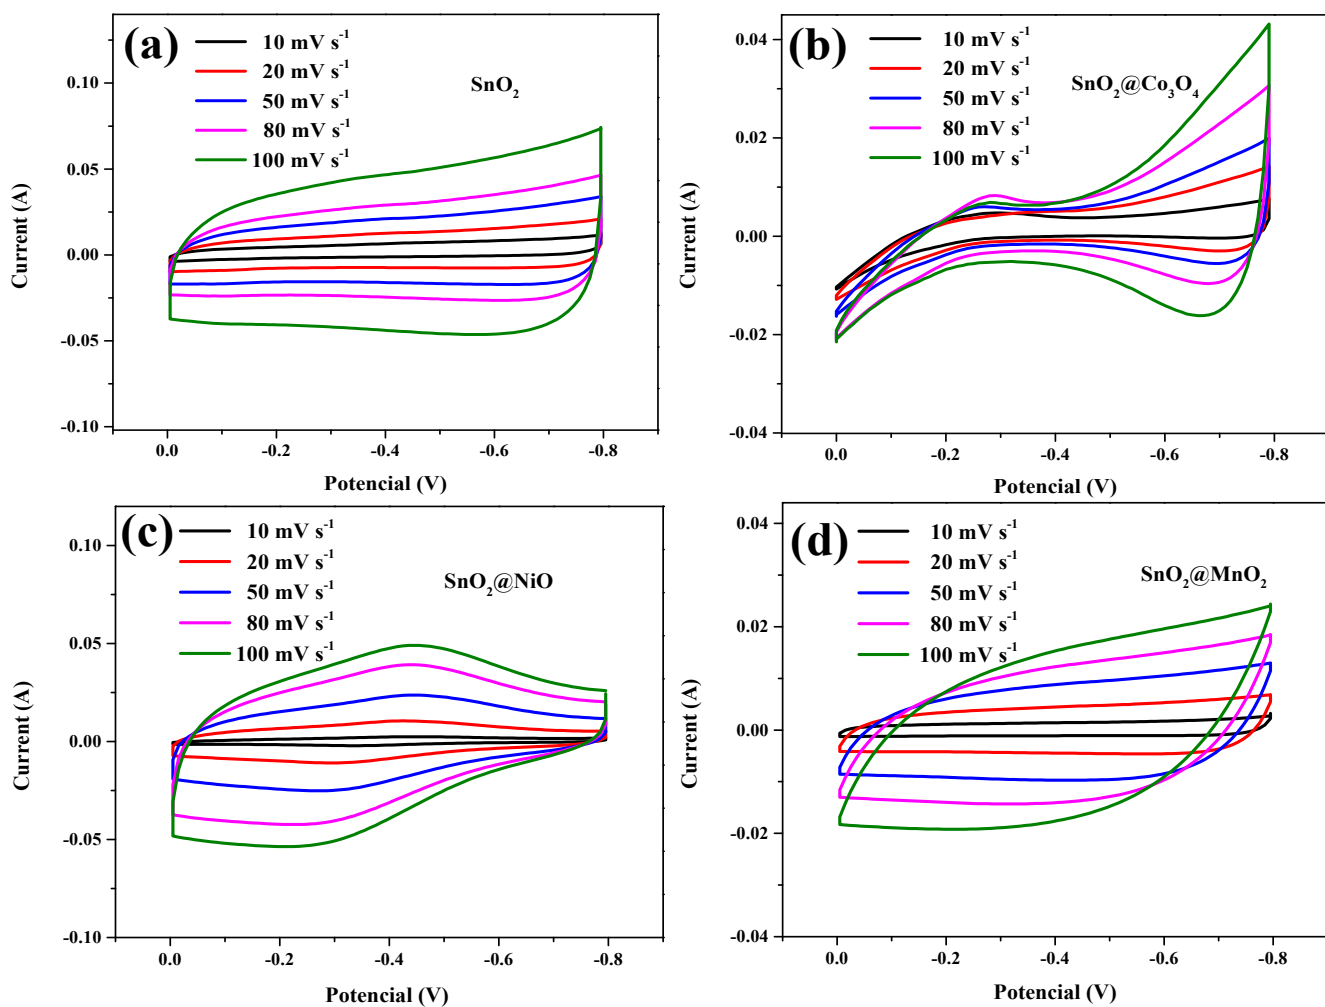 (a)
10 mV s⁻¹
20 mV s⁻¹
50 mV s⁻¹
80 mV s⁻¹
100 mV s⁻¹
SnO₂
0.10
0.05
0.00
-0.05
-0.10
Current (A)
0.0 -0.2 -0.4 -0.6 -0.8
Potencial (V)
(b)
10 mV s⁻¹
20 mV s⁻¹
50 mV s⁻¹
80 mV s⁻¹
100 mV s⁻¹
SnO₂@Co₃O₄
0.04
0.02
0.00
-0.02
-0.04
Current (A)
0.0 -0.2 -0.4 -0.6 -0.8
Potencial (V)
(c)
10 mV s⁻¹
20 mV s⁻¹
50 mV s⁻¹
80 mV s⁻¹
100 mV s⁻¹
SnO₂@NiO
0.10
0.05
0.00
-0.05
-0.10
Current (A)
0.0 -0.2 -0.4 -0.6 -0.8
Potencial (V)
(d)
10 mV s⁻¹
20 mV s⁻¹
50 mV s⁻¹
80 mV s⁻¹
100 mV s⁻¹
SnO₂@MnO₂
0.04
0.02
0.00
-0.02
-0.04
Current (A)
0.0 -0.2 -0.4 -0.6 -0.8
Potencial (V)